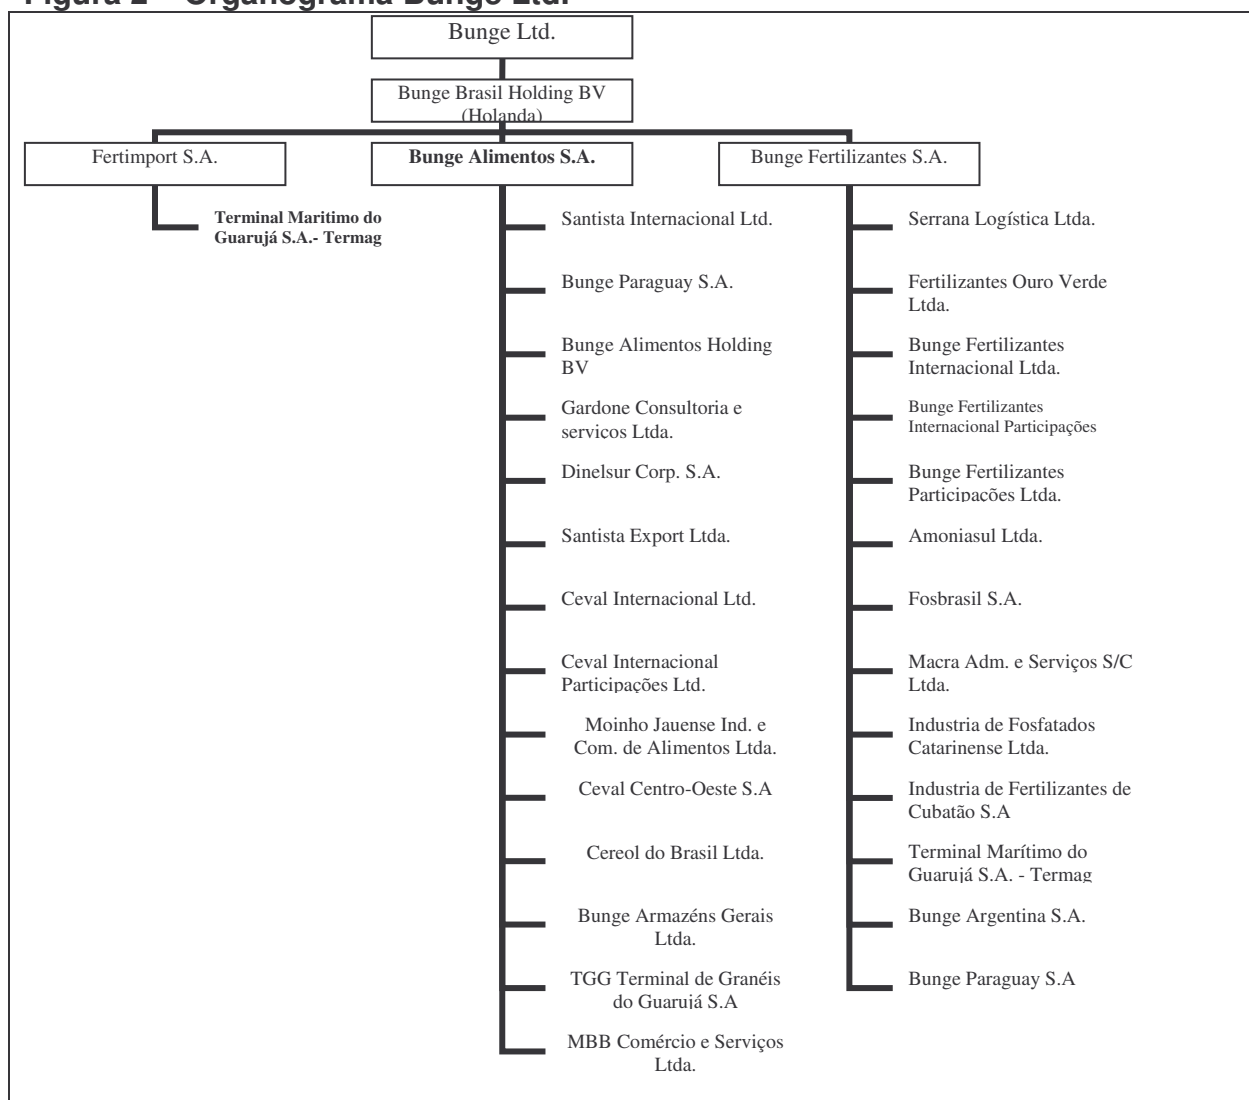 Figura 2 – Organograma Bunge Ltd.
Bunge Ltd.
Bunge Brasil Holding BV
(Holanda)
Fertimport S.A.
Terminal Maritimo do
Guarujá S.A.- Termag
Bunge Alimentos S.A.
Santista Internacional Ltd.
Bunge Paraguay S.A.
Bunge Alimentos Holding
BV
Gardone Consultoria e
serviços Ltda.
Dinelsur Corp. S.A.
Santista Export Ltda.
Ceval Internacional Ltd.
Ceval Internacional
Participações Ltd.
Moinho Jauense Ind. e
Com. de Alimentos Ltda.
Ceval Centro-Oeste S.A
Cereol do Brasil Ltda.
Bunge Armazéns Gerais
Ltda.
TGG Terminal de Granéis
do Guarujá S.A
MBB Comércio e Serviços
Ltda.
Bunge Fertilizantes S.A.
Serrana Logística Ltda.
Fertilizantes Ouro Verde
Ltda.
Bunge Fertilizantes
Internacional Ltda.
Bunge Fertilizantes
Internacional Participações
Bunge Fertilizantes
Participações Ltda.
Amoniasul Ltda.
Fosbrasil S.A.
Macra Adm. e Serviços S/C
Ltda.
Industria de Fosfatados
Catarinense Ltda.
Industria de Fertilizantes de
Cubatão S.A
Terminal Marítimo do
Guarujá S.A. - Termag
Bunge Argentina S.A.
Bunge Paraguay S.A